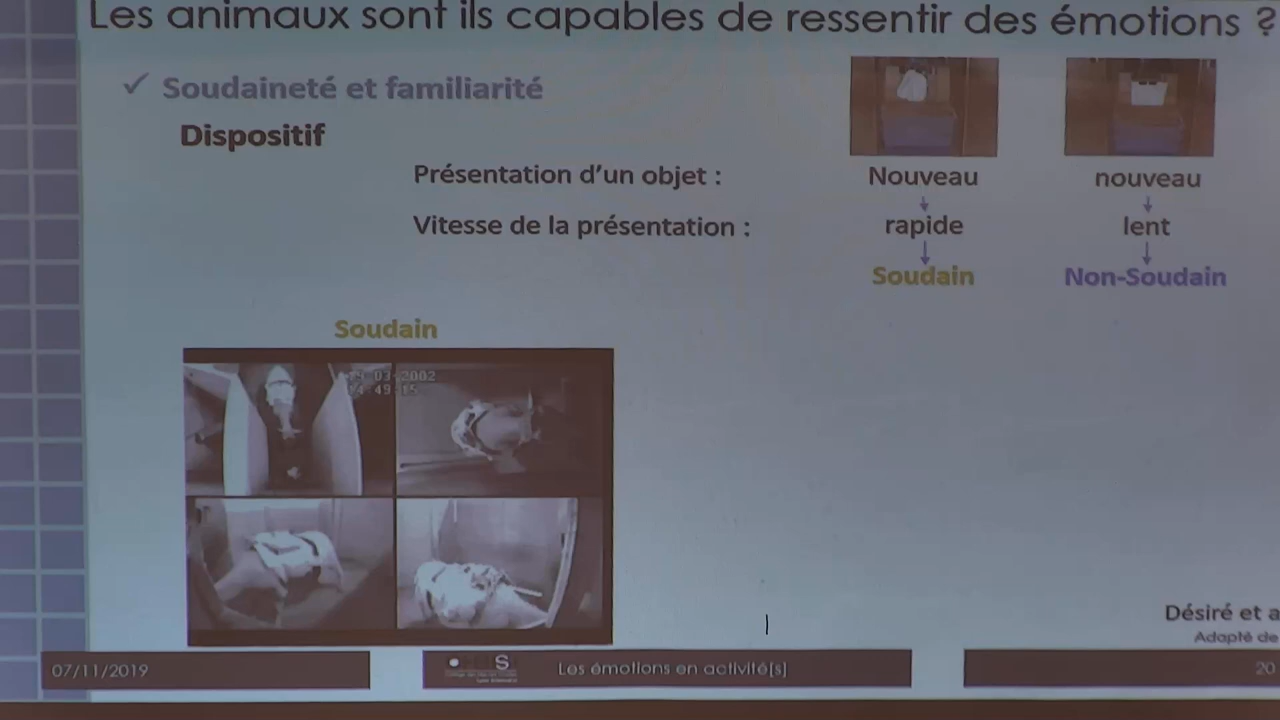 Les animaux sont ils capables de ressentir des émotions ?
✓ Soudaineté et familiarité
Dispositif
Présentation d'un objet : Nouveau nouveau
Vitesse de la présentation : rapide lent
Soudain Non-Soudain
Soudain
03 2002
Désiré et a
Adapté de
07/11/2019 Les émotions en activité[s] 20